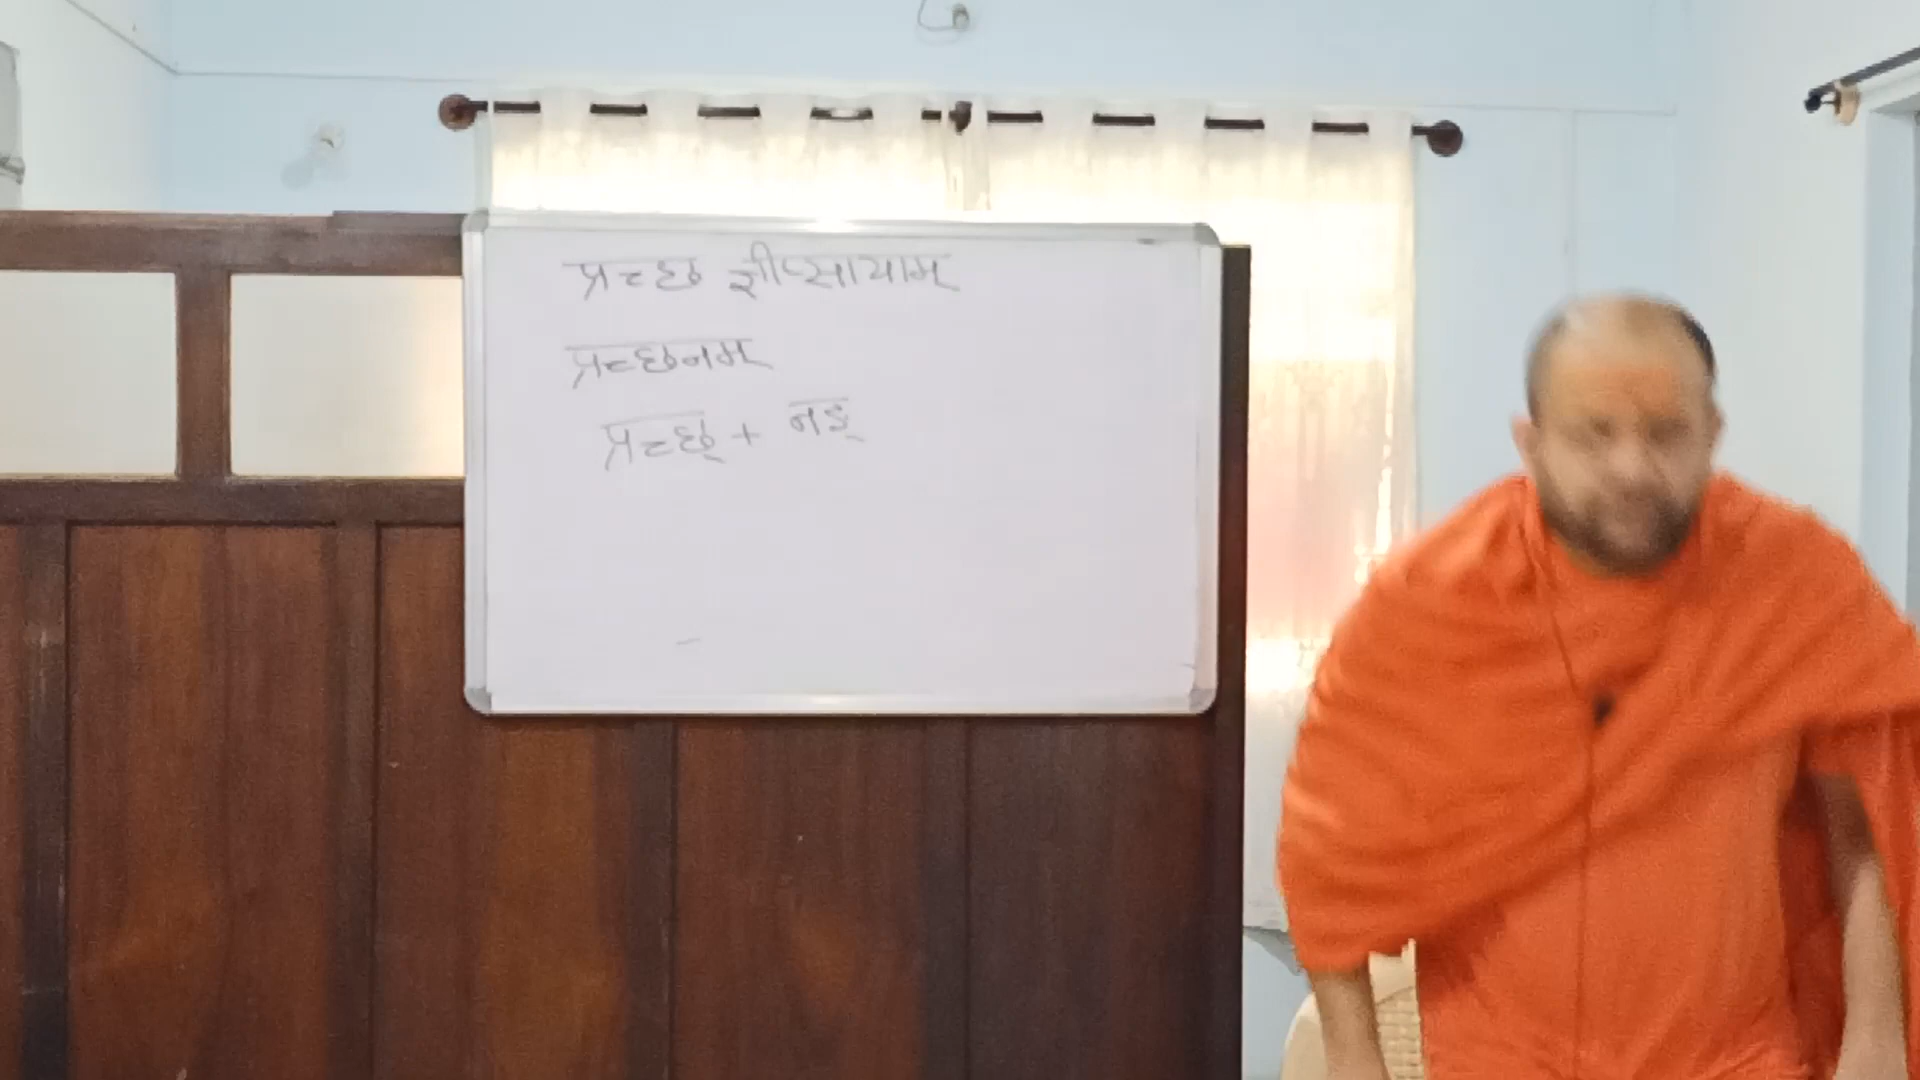 प्रच्छ ज्ञीप्सायाम्
प्रच्छनम्
प्रच्छ् + नङ्